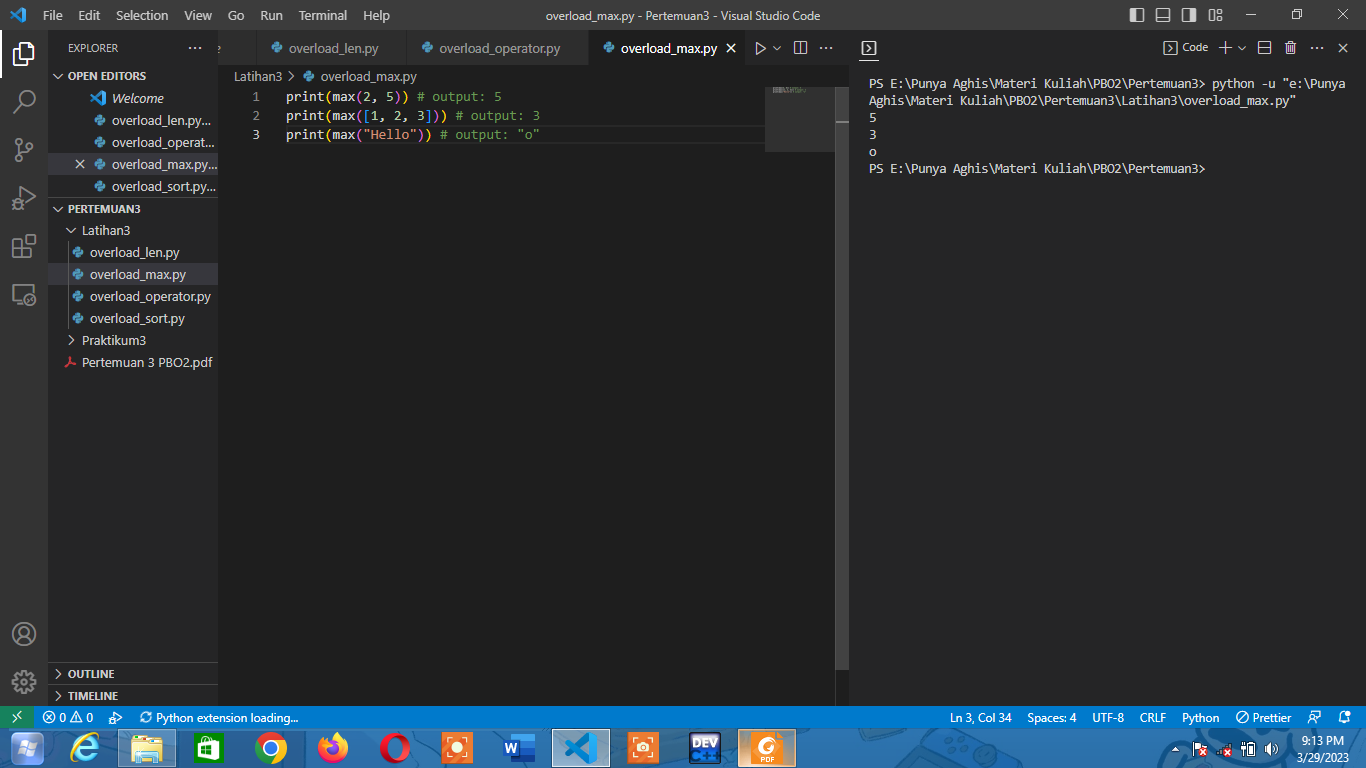 File Edit Selection View Go Run Terminal Help
overload_max.py - Pertemuan3 - Visual Studio Code
EXPLORER
OPEN EDITORS
Welcome
overload_len.py...
overload_operat...
overload_max.py...
overload_sort.py...
PERTEMUAN3
Latihan3
overload_len.py
overload_max.py
overload_operator.py
overload_sort.py
Praktikum3
Pertemuan 3 PBO2.pdf
OUTLINE
TIMELINE
overload_len.py overload_operator.py overload_max.py
Latihan3 > overload_max.py
1 print(max(2, 5)) # output: 5
2 print(max([1, 2, 3])) # output: 3
3 print(max("Hello")) # output: "o"
Code
PS E:\Punya Aghis\Materi Kuliah\PBO2\Pertemuan3> python -u "e:\Punya
Aghis\Materi Kuliah\PBO2\Pertemuan3\Latihan3\overload_max.py"
5
3
o
PS E:\Punya Aghis\Materi Kuliah\PBO2\Pertemuan3>
0 0 Python extension loading... Ln 3, Col 34 Spaces: 4 UTF-8 CRLF Python Prettier
DEV C++
PDF
9:13 PM
3/29/2023